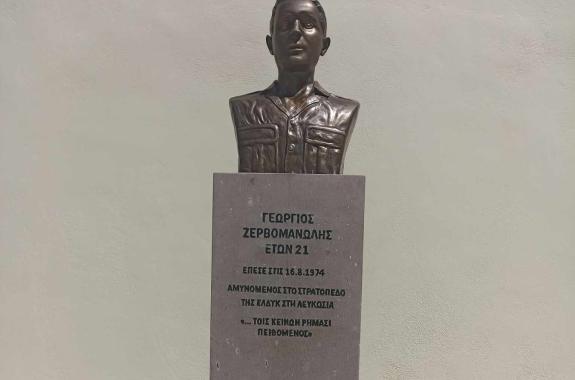 ΓΕΩΡΓΙΟΣ
ΖΕΡΒΟΜΑΝΩΛΗΣ
ΕΤΩΝ 21
ΕΠΕΣΕ ΣΤΙΣ 16.8.1974
ΑΜΥΝΟΜΕΝΟΣ ΣΤΟ ΣΤΡΑΤΟΠΕΔΟ
ΤΗΣ ΕΛΔΥΚ ΣΤΗ ΛΕΥΚΩΣΙΑ
«... ΤΟΙΣ ΚΕΙΝΩΝ ΡΗΜΑΣΙ
ΠΕΙΘΟΜΕΝΟΣ»